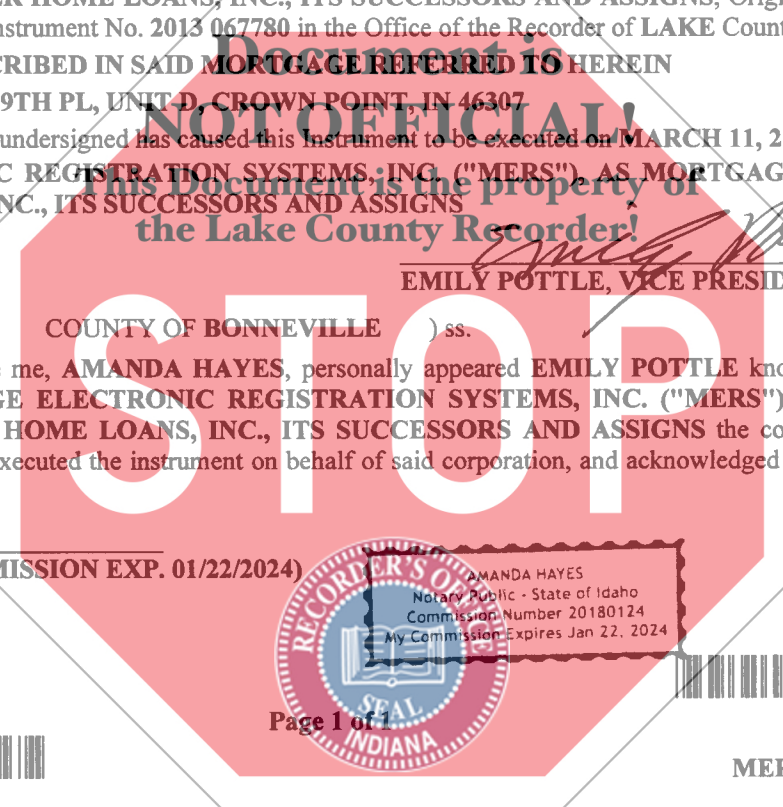 ER HOME LOANS, INC., ITS SUCCESSORS AND ASSIGNS, Orig
nstrument No. 2013 067780 in the Office of the Recorder of LAKE Count
Document is
CRIBED IN SAID MORTGAGE REFERRED TO HEREIN
9TH PL, UNIT D, CROWN POINT, IN 46307
NOT OFFICIAL!
undersigned has caused this Instrument to be executed on MARCH 11, 2
C REGISTRATION SYSTEMS, INC. ("MERS"), AS MORTGAG
This Document is the property of
NC., ITS SUCCESSORS AND ASSIGNS
the Lake County Recorder!
Emily
EMILY POTTLE, VICE PRESID
STOP
COUNTY OF BONNEVILLE ) ss.
e me, AMANDA HAYES, personally appeared EMILY POTTLE kno
GE ELECTRONIC REGISTRATION SYSTEMS, INC. ("MERS")
HOME LOANS, INC., ITS SUCCESSORS AND ASSIGNS the co
xecuted the instrument on behalf of said corporation, and acknowledged
MISSION EXP. 01/22/2024)
AMANDA HAYES
Notary Public - State of Idaho
Commission Number 20180124
My Commission Expires Jan 22, 2024
RECORDER'S OFFICE
SEAL
INDIANA
Page 1 of 1
MER